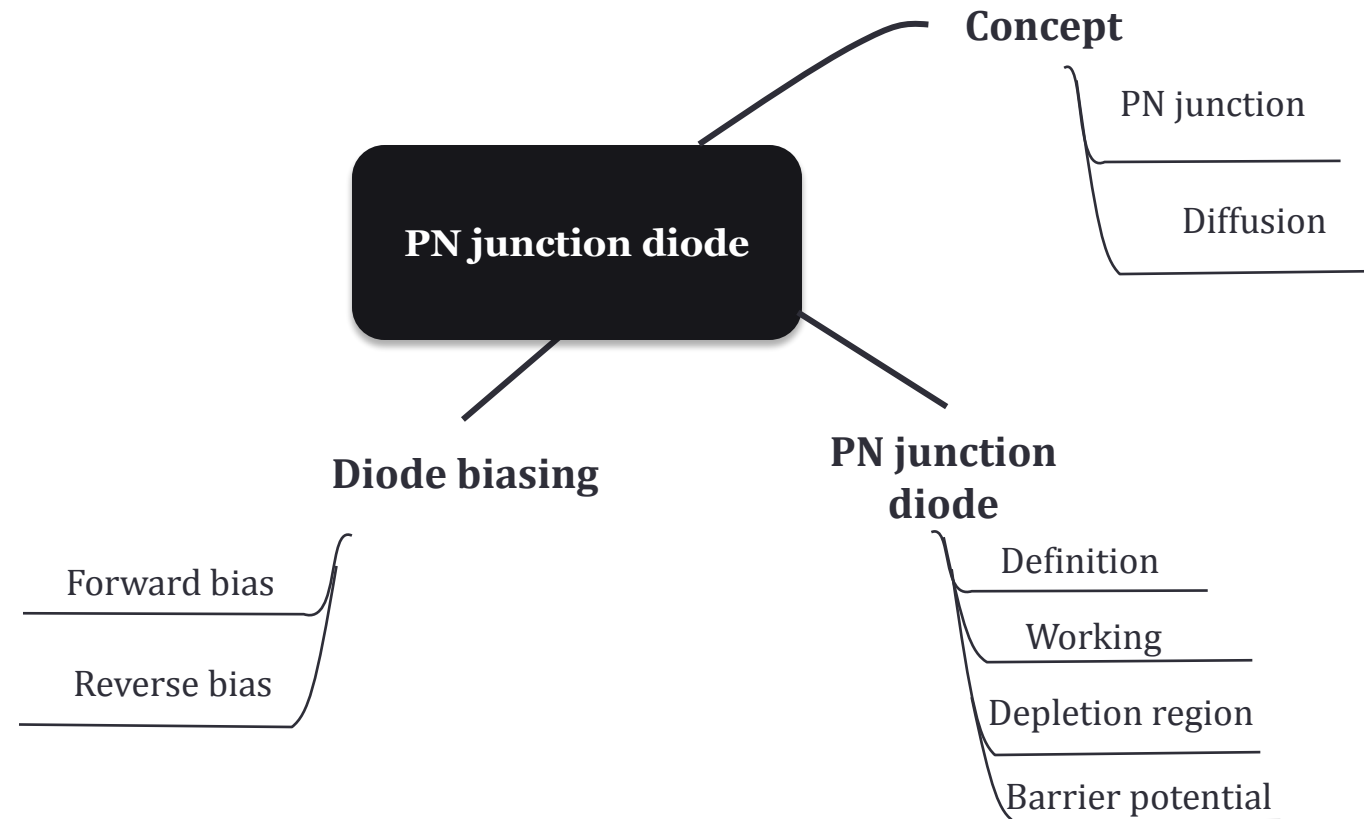 Concept
PN junction
Diffusion
PN junction diode
Diode biasing
Forward bias
Reverse bias
PN junction
diode
Definition
Working
Depletion region
Barrier potential